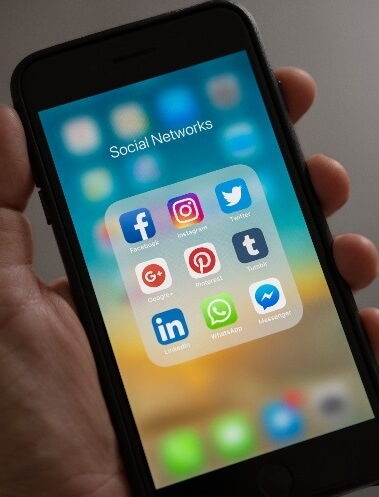 Social Networks
Facebook
Instagram
Twitter
Google+
Pinterest
Tumblr
LinkedIn
WhatsApp
Messenger